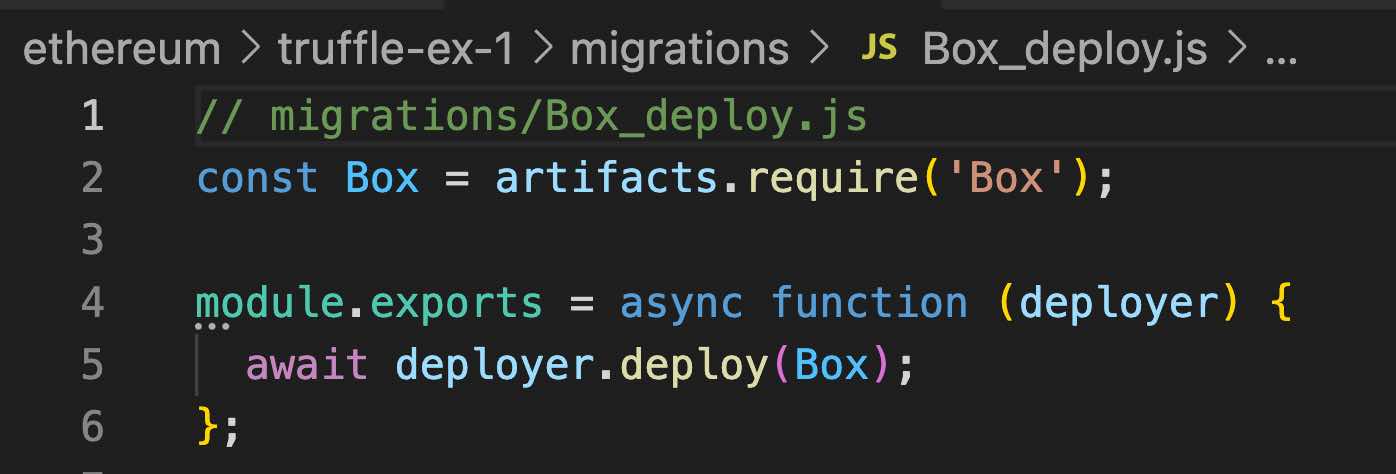 ethereum > truffle-ex-1 > migrations > JS Box_deploy.js > ...
1 // migrations/Box_deploy.js
2 const Box = artifacts.require('Box');
3
4 module.exports = async function (deployer) {
5 await deployer.deploy(Box);
6 };